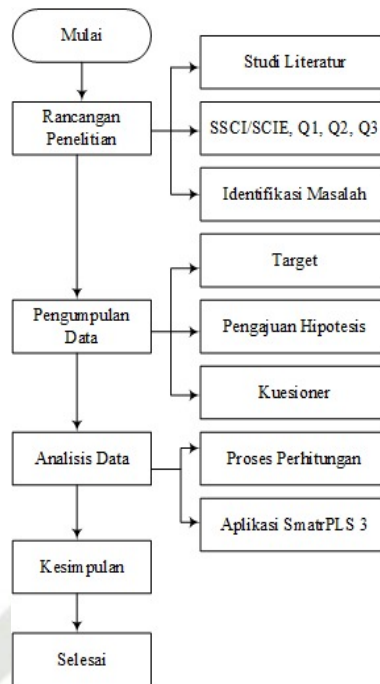 Mulai
Rancangan
Penelitian
Studi Literatur
SSCI/SCIE, Q1, Q2, Q3
Identifikasi Masalah
Pengumpulan
Data
Target
Pengajuan Hipotesis
Kuesioner
Analisis Data
Proses Perhitungan
Aplikasi SmatrPLS 3
Kesimpulan
Selesai